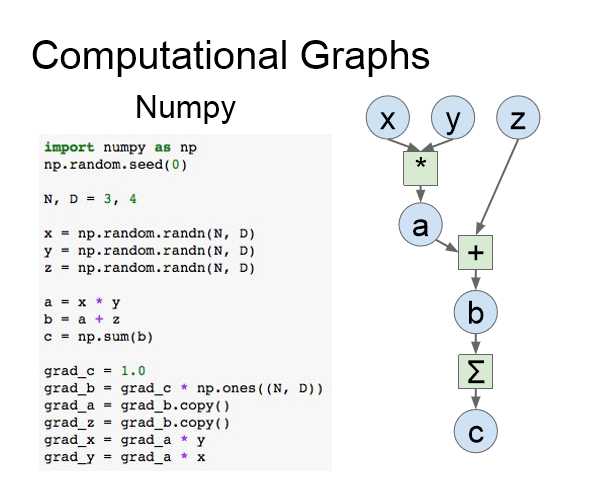 Computational Graphs
Numpy
import numpy as np
np.random.seed(0)
N, D = 3, 4
x = np.random.randn(N, D)
y = np.random.randn(N, D)
z = np.random.randn(N, D)
a = x * y
b = a + z
c = np.sum(b)
grad_c = 1.0
grad_b = grad_c * np.ones((N, D))
grad_a = grad_b.copy()
grad_z = grad_b.copy()
grad_x = grad_a * y
grad_y = grad_a * x
x y z
*
a
+
b
Σ
c